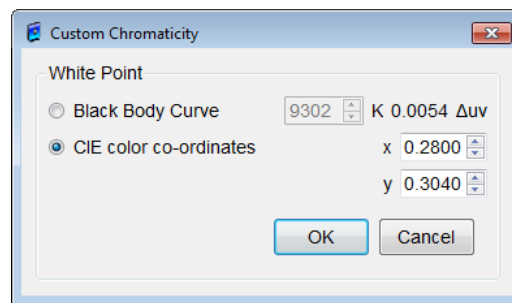 Custom Chromaticity
White Point
Black Body Curve 9302 K 0.0054 Δuv
CIE color co-ordinates x 0.2800
y 0.3040
OK Cancel